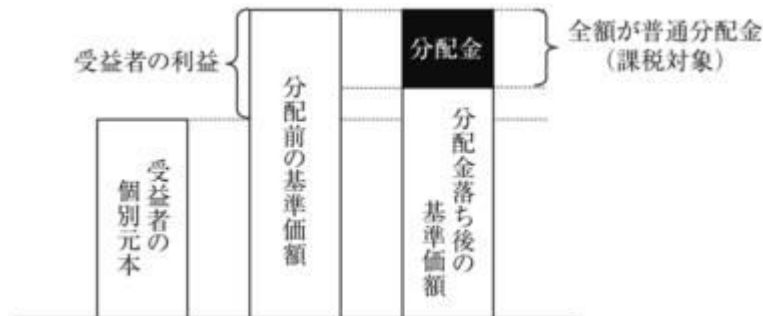 受益者の利益
受益者の
個別元本
分配前の基準価額
分配金
分配金落ち後の
基準価額
全額が普通分配金
（課税対象）